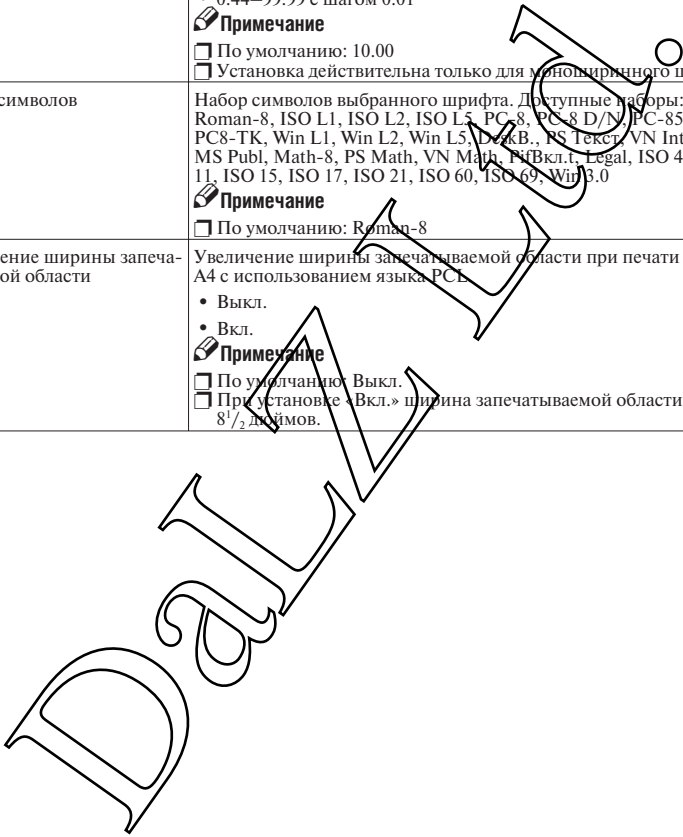 • 0.44–99.99 с шагом 0.01
Примечание
По умолчанию: 10.00
Установка действительна только для моноширинного
символов
Набор символов выбранного шрифта. Доступные наборы:
Roman-8, ISO L1, ISO L2, ISO L5, PC-8, PC-8 D/N, PC-85
PC8-TK, Win L1, Win L2, Win L5, DeskB., PS Текст, VN Int
MS Publ, Math-8, PS Math, VN Math, PifВкл.t, Legal, ISO 4
11, ISO 15, ISO 17, ISO 21, ISO 60, ISO 69, Win 3.0
Примечание
По умолчанию: Roman-8
ение ширины запеча-
ой области
Увеличение ширины запечатываемой области при печати
A4 с использованием языка PCL.
• Выкл.
• Вкл.
Примечание
По умолчанию: Выкл.
При установке «Вкл.» ширина запечатываемой области
8 1/2 дюймов.
DaLZ Ltd.